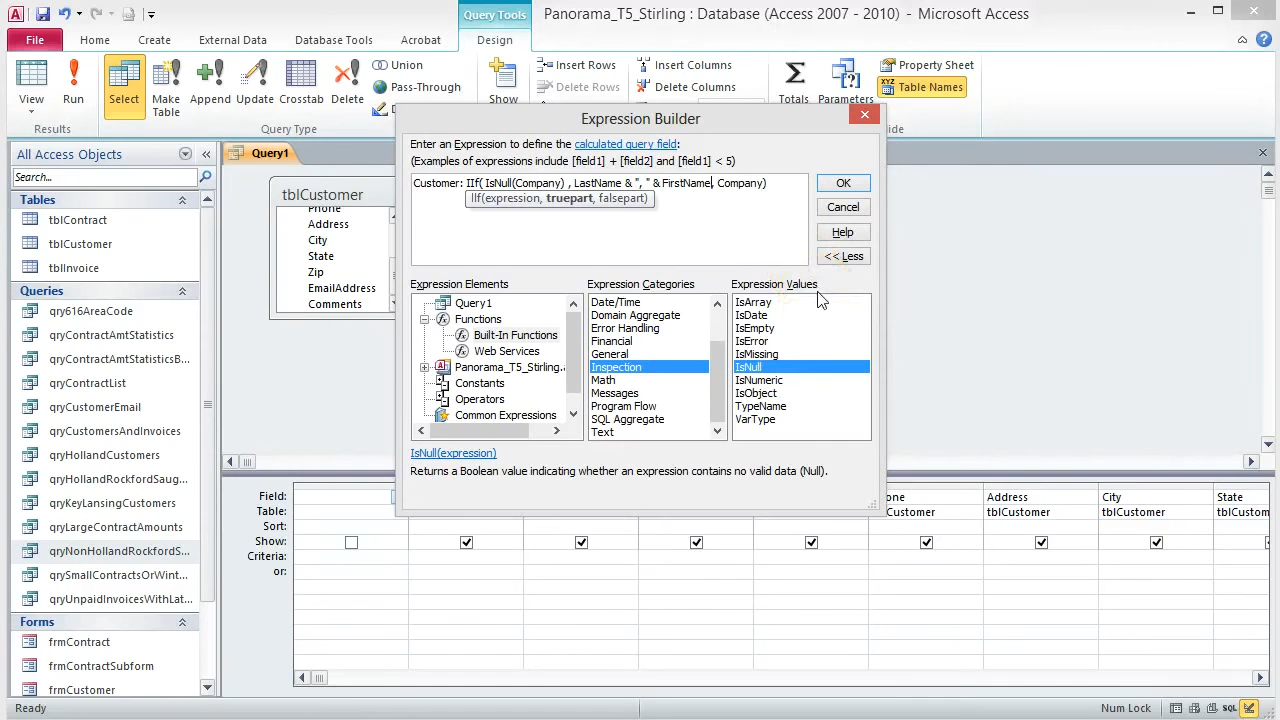 Query Tools
Panorama_T5_Stirling : Database (Access 2007 - 2010) - Microsoft Access
File Home Create External Data Database Tools Acrobat Design
View Run Select Make Table Append Update Crosstab Delete
Union
Pass-Through
Show
Insert Rows
Delete Rows
Insert Columns
Delete Columns
Totals Parameters
Property Sheet
XYZ Table Names
Results Query Type
All Access Objects
Search...
Tables
tblContract
tblCustomer
tblInvoice
Queries
qry616AreaCode
qryContractAmtStatistics
qryContractAmtStatisticsB...
qryContractList
qryCustomerEmail
qryCustomersAndInvoices
qryHollandCustomers
qryHollandRockfordSaug...
qryKeyLansingCustomers
qryLargeContractAmounts
qryNonHollandRockfordS...
qrySmallContractsOrWint...
qryUnpaidInvoicesWithLat...
Forms
frmContract
frmContractSubform
frmCustomer
Query1
tblCustomer
Phone
Address
City
State
Zip
EmailAddress
Comments
Expression Builder
Enter an Expression to define the calculated query field:
(Examples of expressions include [field1] + [field2] and [field1] < 5)
Customer: IIf( IsNull(Company) , LastName & ", " & FirstName, Company)
IIf(expression, truepart, falsepart)
OK
Cancel
Help
<< Less
Expression Elements
Query1
Functions
Built-In Functions
Web Services
Panorama_T5_Stirling.a
Constants
Operators
Common Expressions
Expression Categories
Date/Time
Domain Aggregate
Error Handling
Financial
General
Inspection
Math
Messages
Program Flow
SQL Aggregate
Text
Expression Values
IsArray
IsDate
IsEmpty
IsError
IsMissing
IsNull
IsNumeric
IsObject
TypeName
VarType
IsNull(expression)
Returns a Boolean value indicating whether an expression contains no valid data (Null).
Field: Address City State
Table: tblCustomer tblCustomer
Sort:
Show:
Criteria:
or:
Ready
Num Lock
SQL